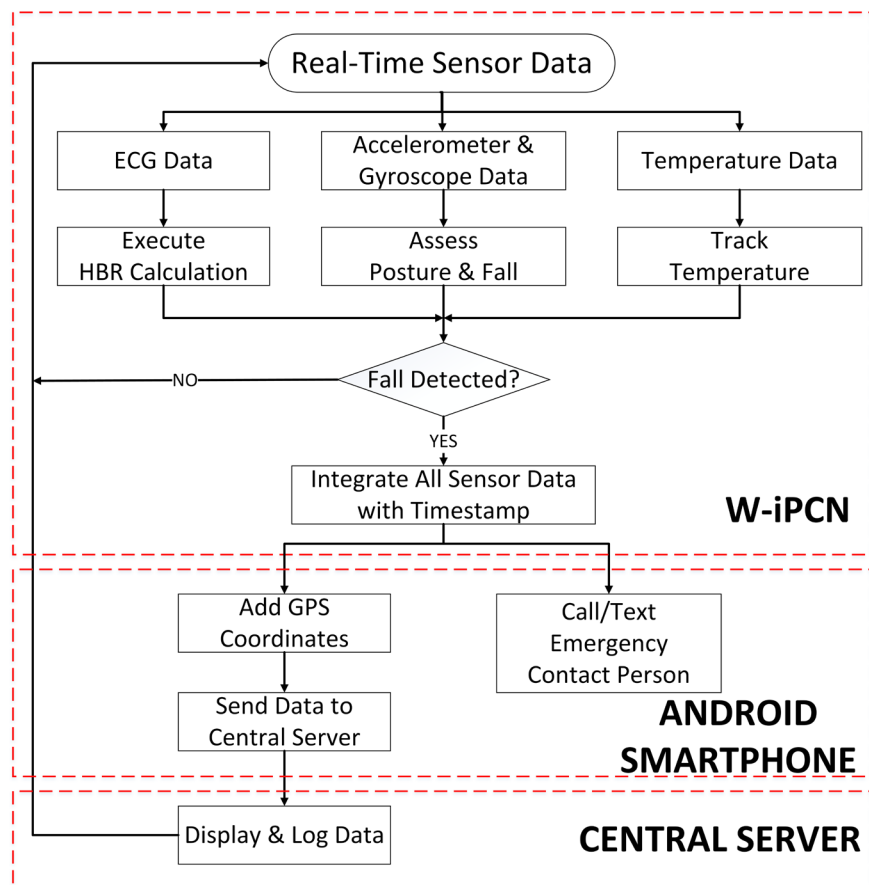 Real-Time Sensor Data
ECG Data
Accelerometer &
Gyroscope Data
Temperature Data
Execute
HBR Calculation
Assess
Posture & Fall
Track
Temperature
Fall Detected?
NO
YES
Integrate All Sensor Data
with Timestamp
W-iPCN
Add GPS
Coordinates
Call/Text
Emergency
Contact Person
Send Data to
Central Server
ANDROID
SMARTPHONE
Display & Log Data
CENTRAL SERVER